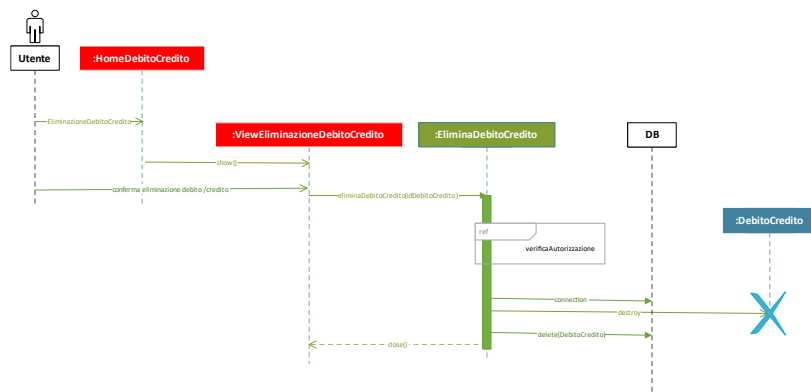 Utente
:HomeDebitoCredito
EliminazioneDebitoCredito
:ViewEliminazioneDebitoCredito
:EliminaDebitoCredito
DB
show()
conferma eliminazione debito/credito
eliminaDebitoCredito(idDebitoCredito)
:DebitoCredito
ref
verificaAutorizzazione
connection
destroy
delete(DebitoCredito)
close()